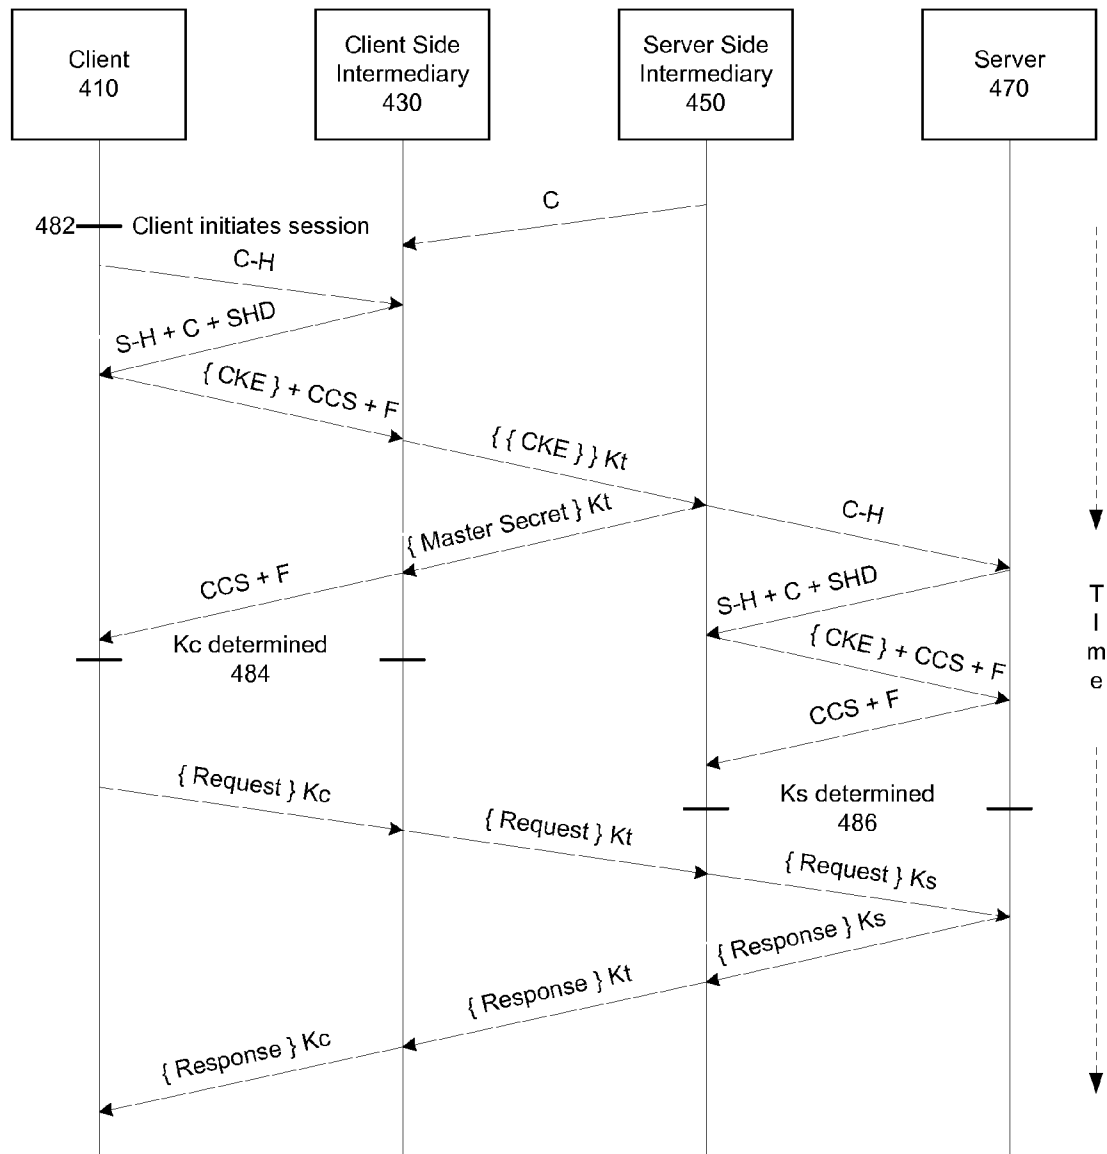 Client
410
Client Side
Intermediary
430
Server Side
Intermediary
450
Server
470
C
482
Client initiates session
C-H
S-H + C + SHD
{ CKE } + CCS + F
{ { CKE } } Kt
{ Master Secret } Kt
C-H
CCS + F
S-H + C + SHD
{ CKE } + CCS + F
Kc determined
484
CCS + F
T
I
m
e
{ Request } Kc
Ks determined
486
{ Request } Kt
{ Request } Ks
{ Response } Ks
{ Response } Kt
{ Response } Kc